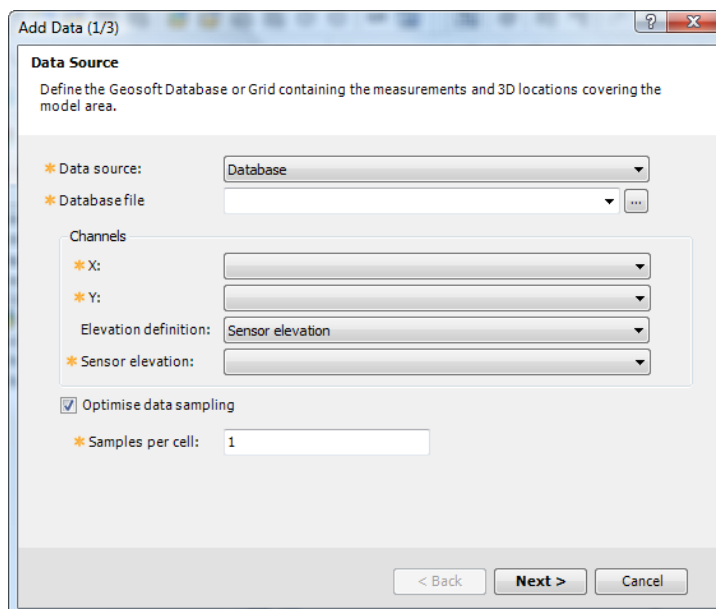 Add Data (1/3)
?
X
Data Source
Define the Geosoft Database or Grid containing the measurements and 3D locations covering the
model area.
* Data source: Database
* Database file ...
Channels
* X:
* Y:
Elevation definition: Sensor elevation
* Sensor elevation:
Optimise data sampling
* Samples per cell: 1
< Back Next > Cancel